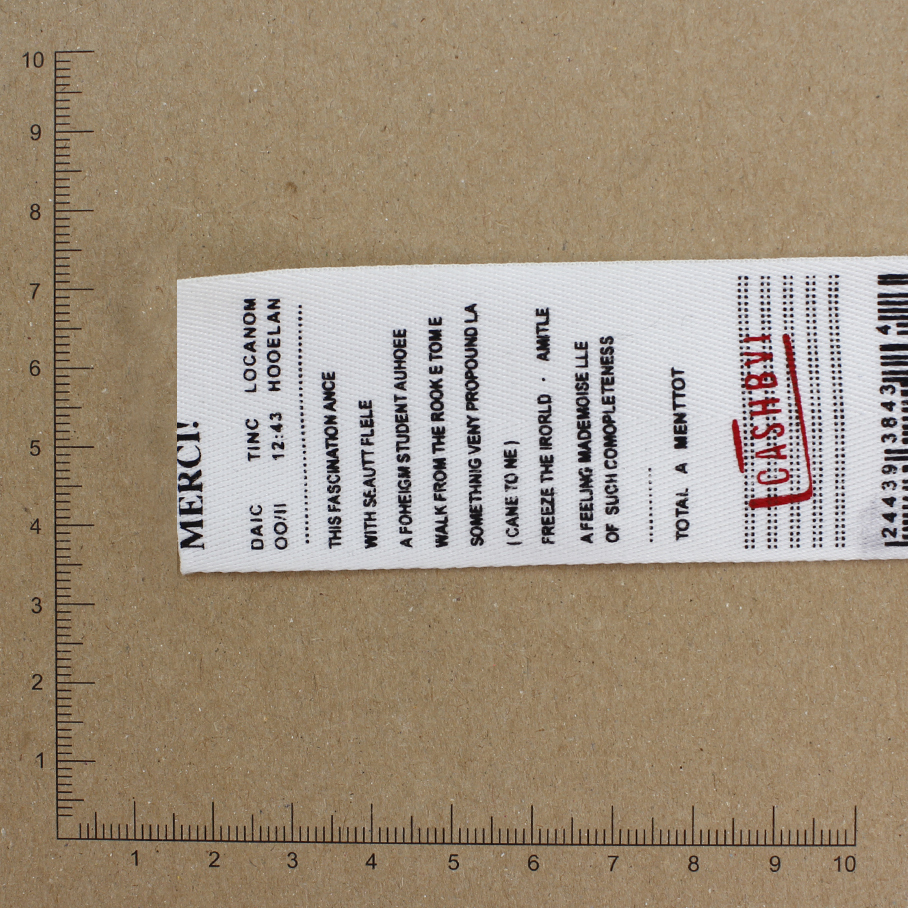 MERCI!
DAIC TINC LOCANOM
OO/II 12:43 HOOELAN
THIS FASCINATION ANCE
WITH SEAUTT FLELE
A FOHEIGM STUDENT AUHOEE
WALK FROM THE ROOK E TOM E
SOMETHNIG VENY PROPOUND LA
( CANE TO NE )
FREEZE THE IRORLD · AMTLE
A FEELING MADEMOISE LLE
OF SUCH COMOPLETENESS
TOTAL A MENTTOT
CASHBVI
2443913843 4
10
9
8
7
6
5
4
3
2
1
1 2 3 4 5 6 7 8 9 10